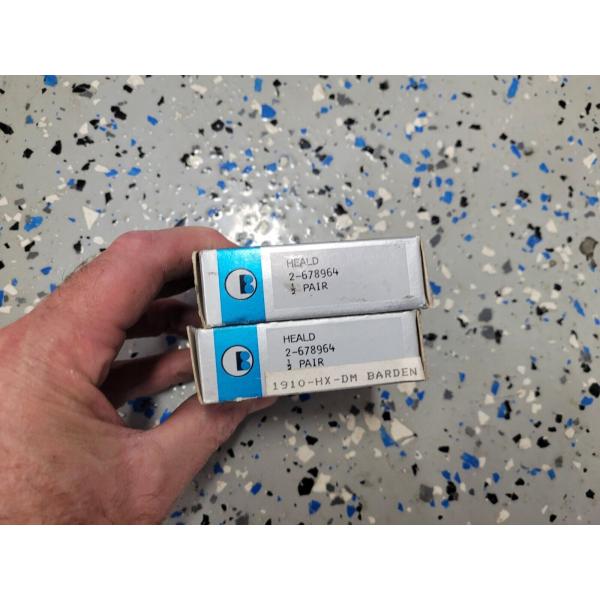 HEALD
2-678964
½ PAIR
HEALD
2-678964
½ PAIR
1910-HX-DM BARDEN